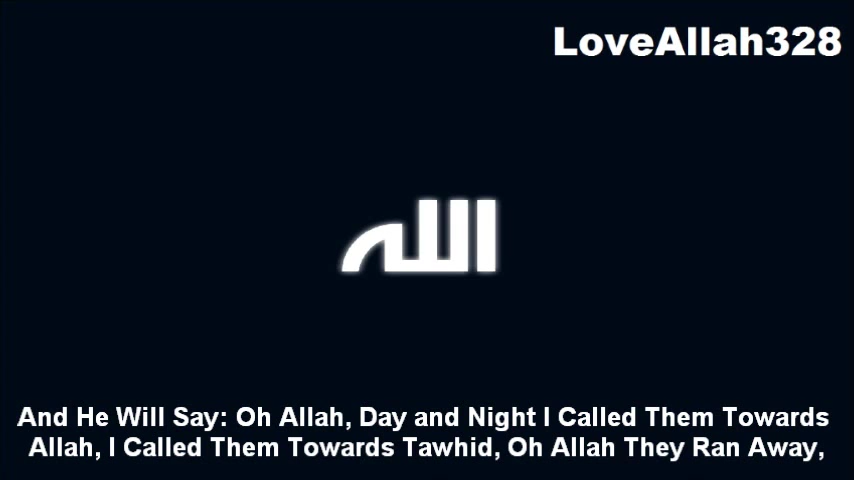 LoveAllah328
الله
And He Will Say: Oh Allah, Day and Night I Called Them Towards
Allah, I Called Them Towards Tawhid, Oh Allah They Ran Away,